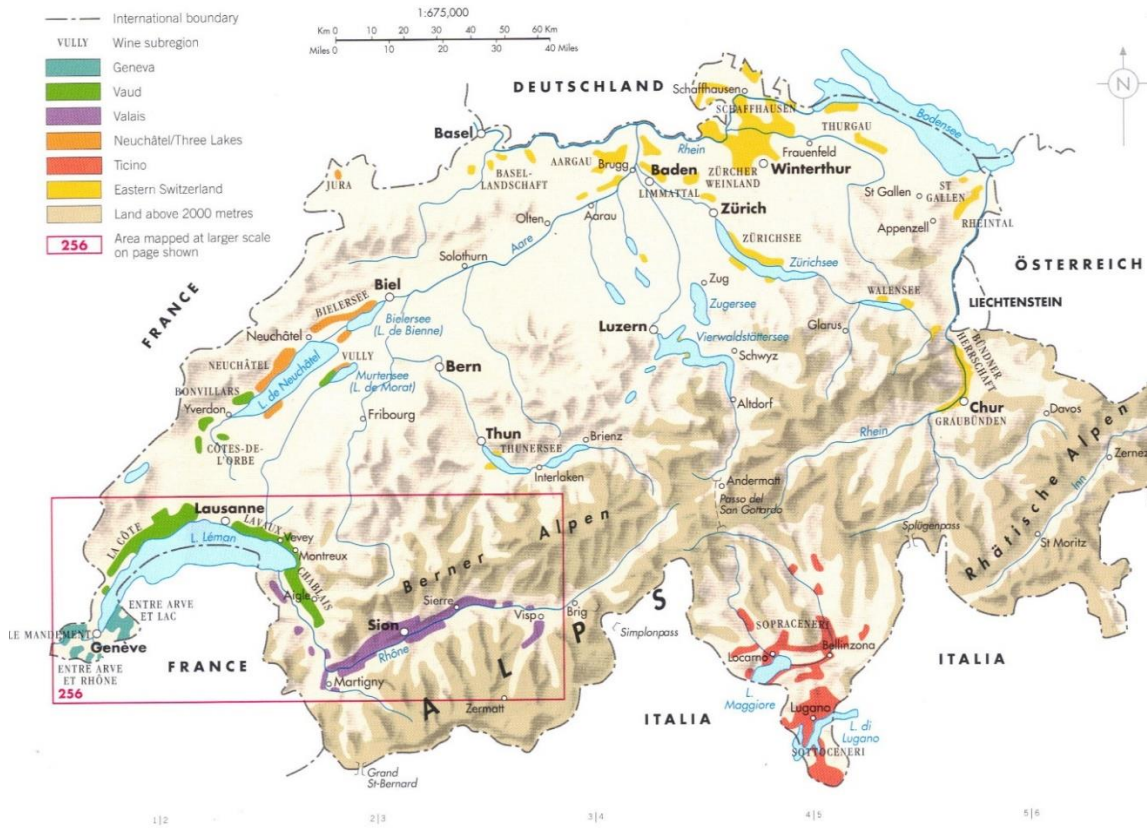 International boundary
VULLY Wine subregion
Geneva
Vaud
Valais
Neuchâtel/Three Lakes
Ticino
Eastern Switzerland
Land above 2000 metres
256 Area mapped at larger scale
on page shown
1:675,000
Km 0 10 20 30 40 50 60 Km
Miles 0 10 20 30 40 Miles
N
DEUTSCHLAND
Schaffhausen
SCHAFFHAUSEN
Bodensee
Basel
THURGAU
Rhein
Frauenfeld
AARGAU
Brugg
Baden
ZÜRCHER
WEINLAND
Winterthur
BASEL-
LANDSCHAFT
LIMMATTAL
JURA
St Gallen
ST
GALLEN
Olten
Aarau
Zürich
Appenzell
RHEINTAL
Aare
ZÜRICHSEE
Solothurn
Zürichsee
ÖSTERREICH
Zug
Biel
WALENSEE
LIECHTENSTEIN
FRANCE
BIELERSEE
Zugersee
Bielersee
(L. de Bienne)
Neuchâtel
Luzern
Vierwaldstättersee
Glarus
Schwyz
BÜNDNER
HERRSCHAFT
NEUCHÂTEL
VULLY
Bern
L. de Neuchâtel
Murtensee
(L. de Morat)
BONVILLARS
Yverdon
Fribourg
Altdorf
Chur
GRAUBÜNDEN
Davos
Thun
THUNERSEE
Brienz
Rhein
CÔTES-DE-
L'ORBE
Interlaken
Zernez
Inn
Andermatt
Passo del
San Gottardo
Rhätische Alpen
Lausanne
LA CÔTE
LAVAUX
Vevey
L. Léman
Montreux
Berner Alpen
Splügenpass
St Moritz
CHABLAIS
Aigle
Sierre
ENTRE ARVE
ET LAC
Visp
Brig
SOPRACENERI
Simplonpass
LE MANDEMENT
Genève
Sion
Rhône
ALPS
Locarno
Bellinzona
ENTRE ARVE
ET RHÔNE
FRANCE
ITALIA
256
Martigny
L.
Maggiore
Zermatt
ITALIA
Lugano
L. di
Lugano
SOTTOCENERI
Grand
St-Bernard
1|2 2|3 3|4 4|5 5|6